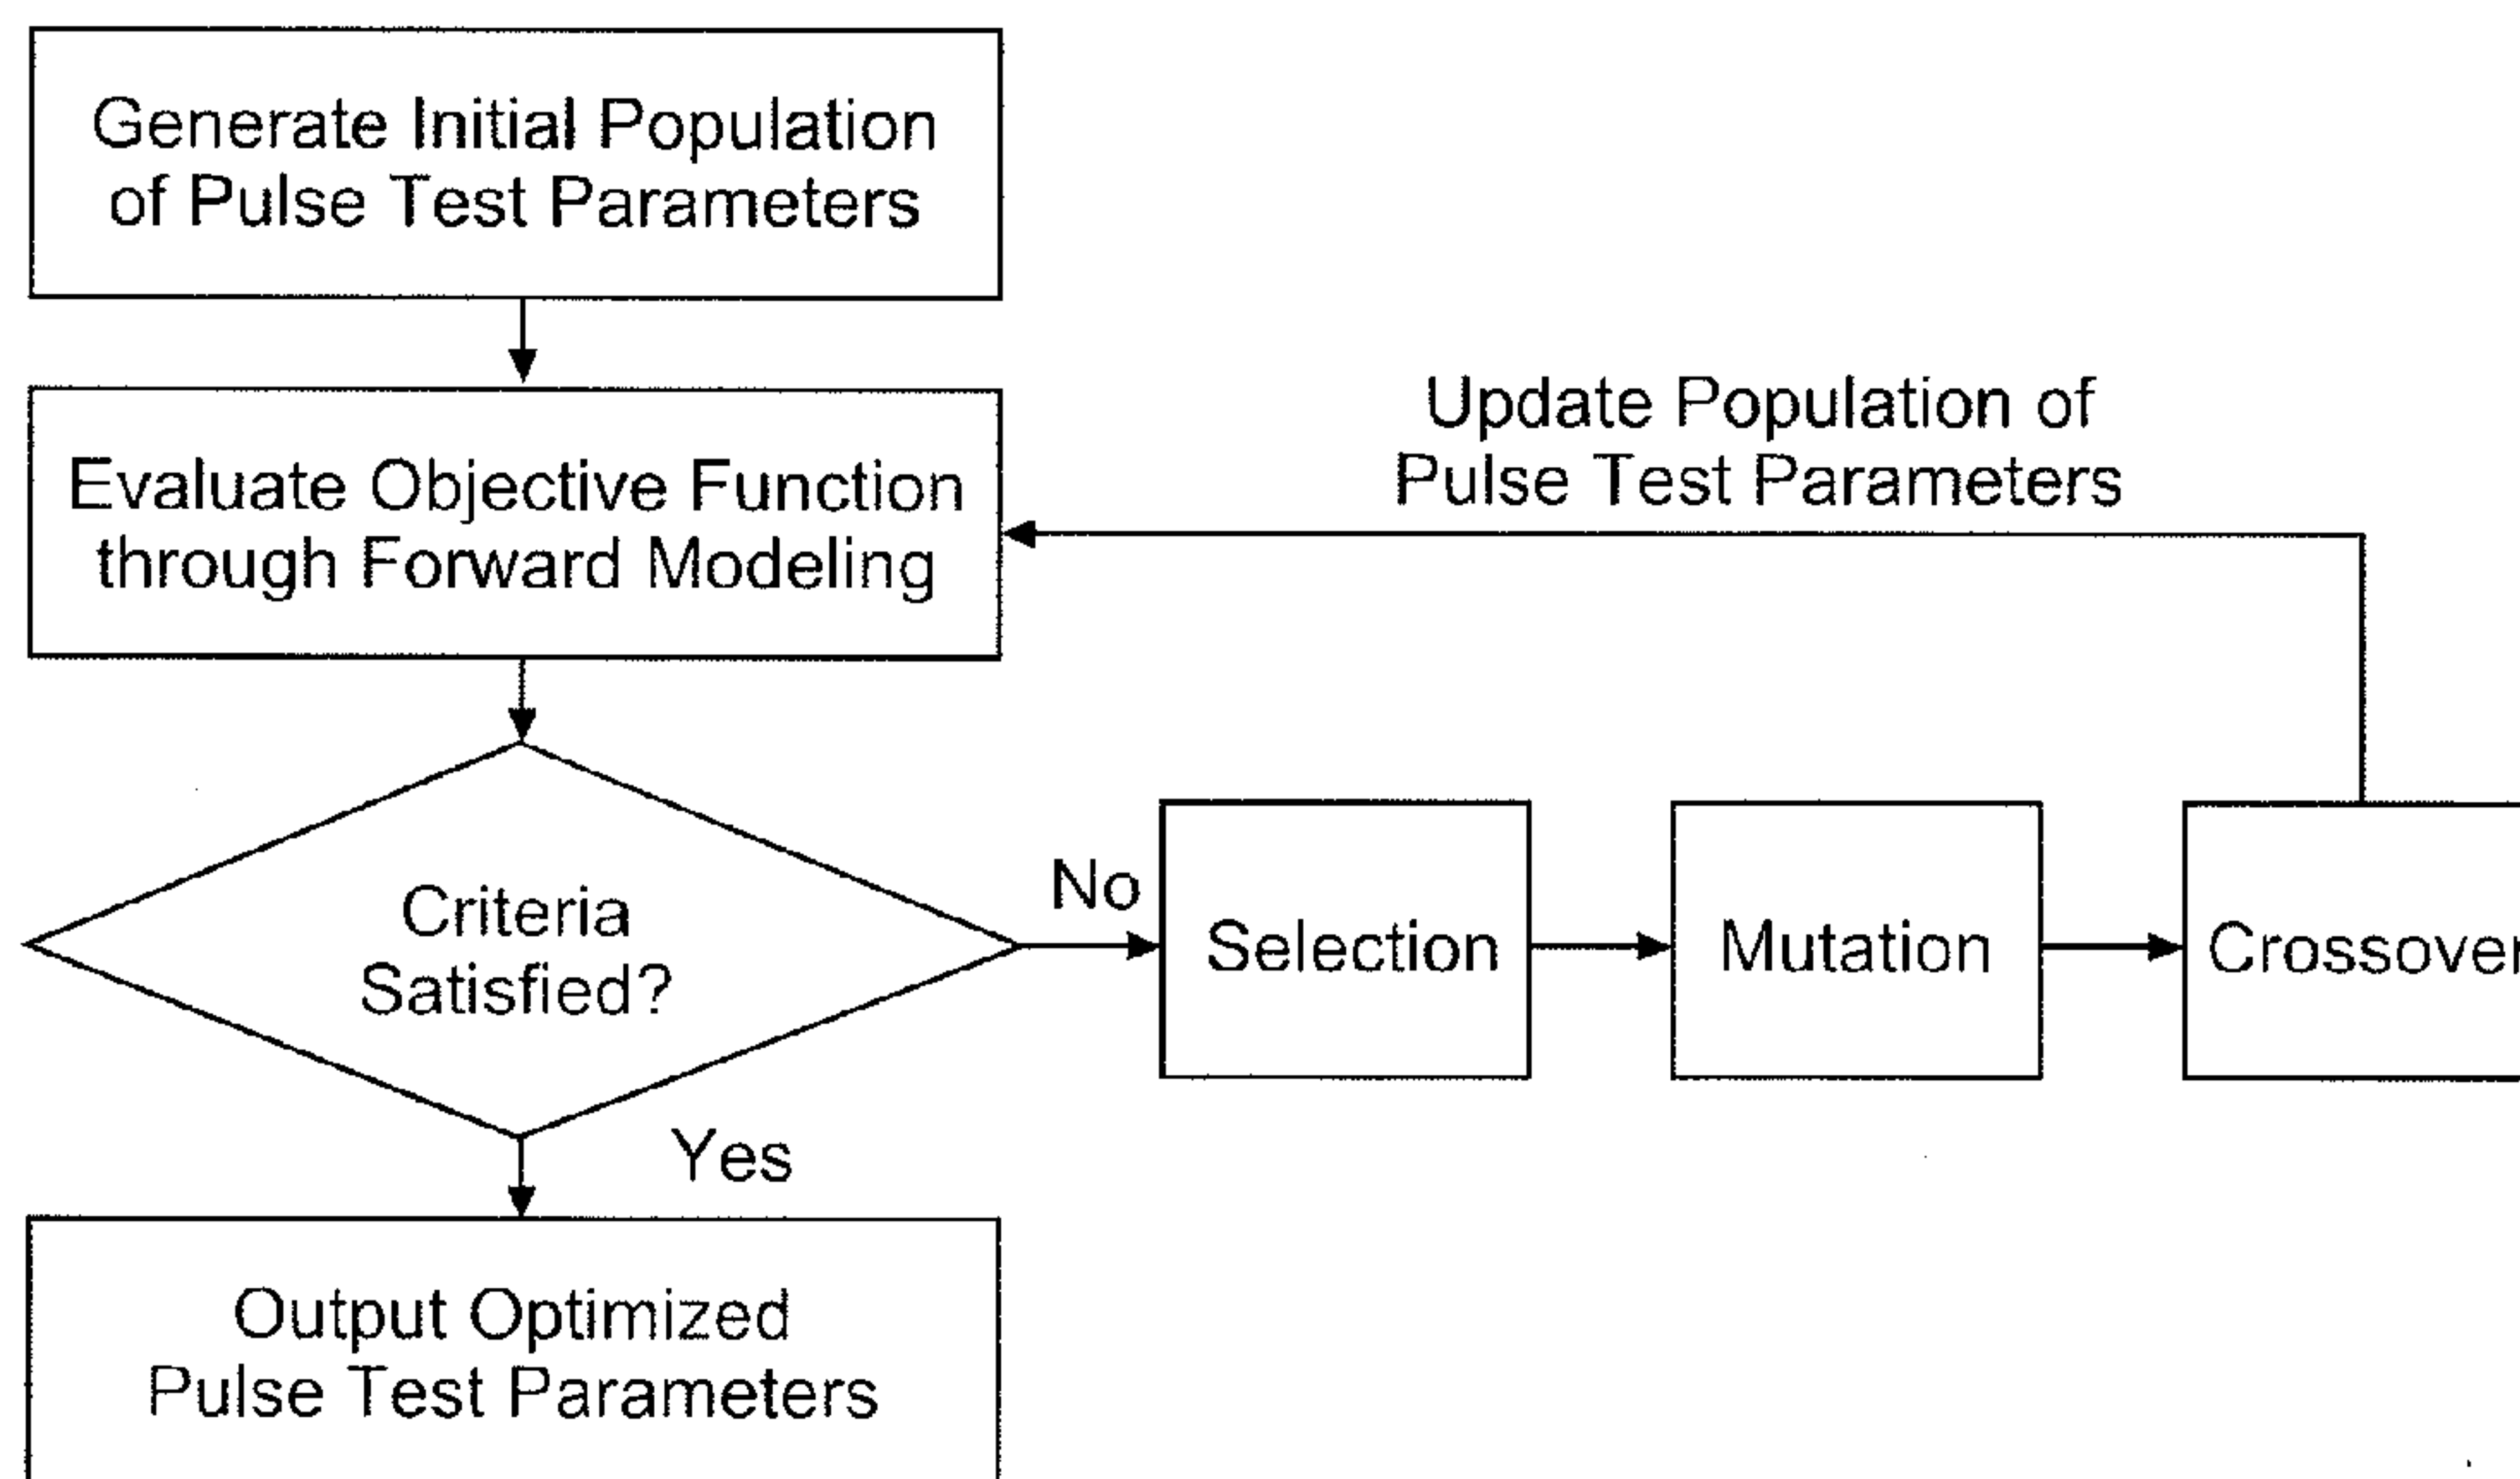 Generate Initial Population
of Pulse Test Parameters
Evaluate Objective Function
through Forward Modeling
Update Population of
Pulse Test Parameters
Criteria
Satisfied?
No
Selection
Mutation
Crossover
Yes
Output Optimized
Pulse Test Parameters